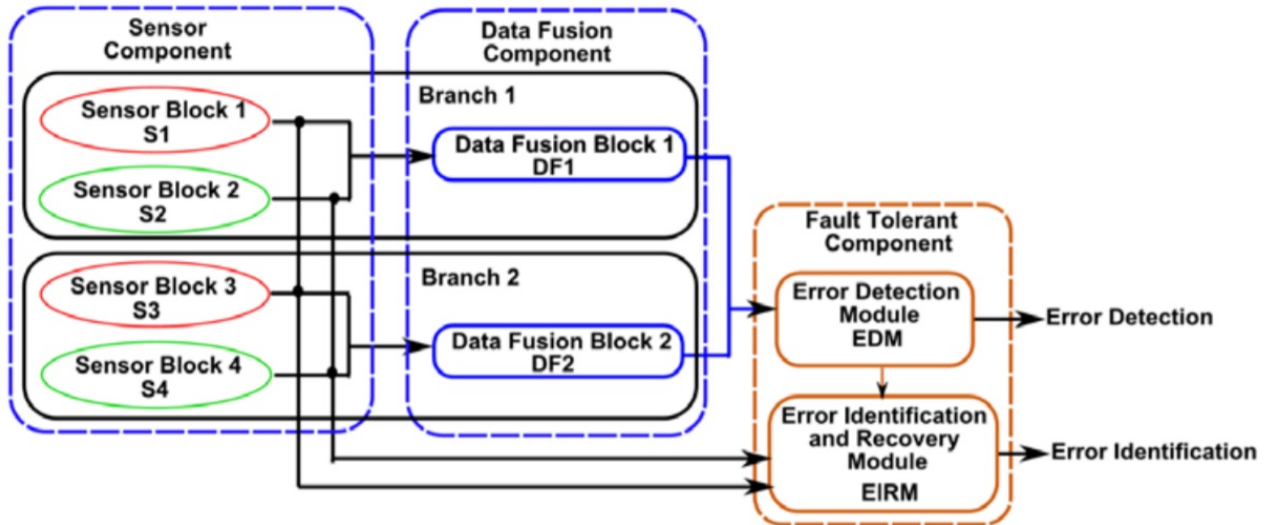 Sensor
Component
Data Fusion
Component
Sensor Block 1
S1
Branch 1
Data Fusion Block 1
DF1
Sensor Block 2
S2
Fault Tolerant
Component
Sensor Block 3
S3
Branch 2
Error Detection
Module
EDM
Error Detection
Data Fusion Block 2
DF2
Sensor Block 4
S4
Error Identification
and Recovery
Module
EIRM
Error Identification